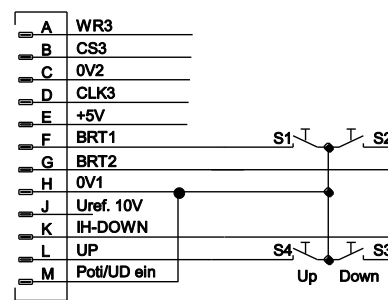 A WR3
B CS3
C 0V2
D CLK3
E +5V
F BRT1 S1 S2
G BRT2
H 0V1
J Uref. 10V
K IH-DOWN
L UP S4 S3
M Poti/UD ein Up Down